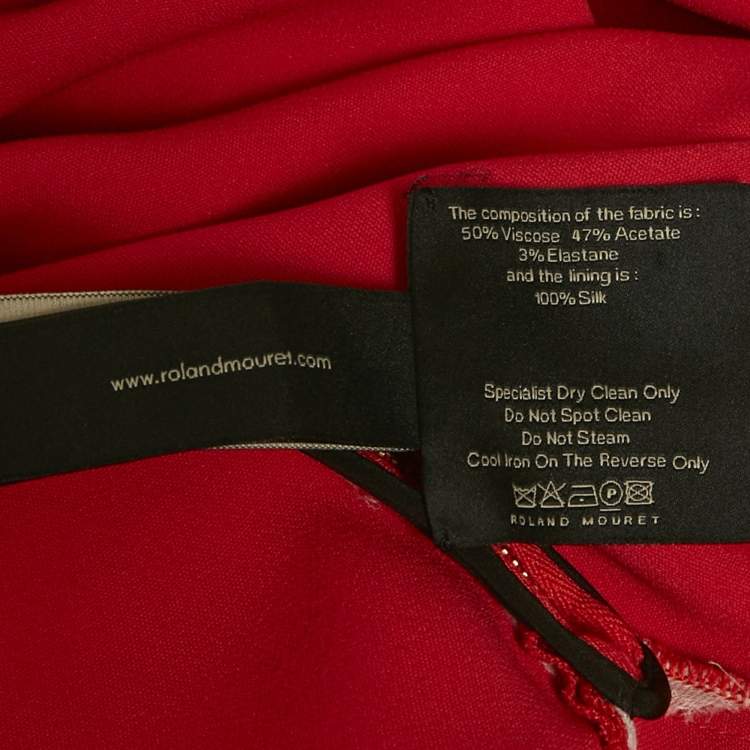 The composition of the fabric is:
50% Viscose 47% Acetate
3% Elastane
and the lining is:
100% Silk
www.rolandmouret.com
Specialist Dry Clean Only
Do Not Spot Clean
Do Not Steam
Cool Iron On The Reverse Only
P
ROLAND MOURET